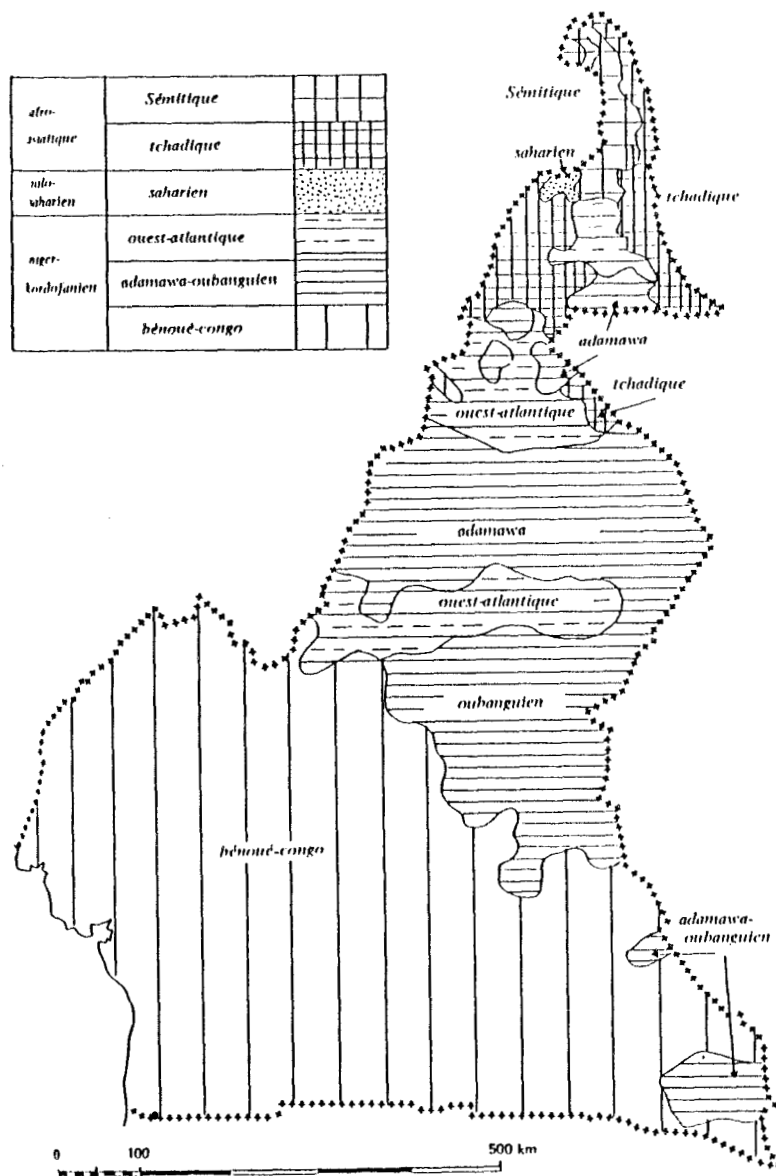 afro-
asiatique
Sémitique
tchadique
nilo-
saharien
saharien
niger-
kordofanien
ouest-atlantique
adamawa-oubanguien
bénoué-congo
Sémitique
saharien
tchadique
adamawa
tchadique
ouest-atlantique
adamawa
ouest-atlantique
oubanguien
bénoué-congo
adamawa-
oubanguien
0 100 500 km